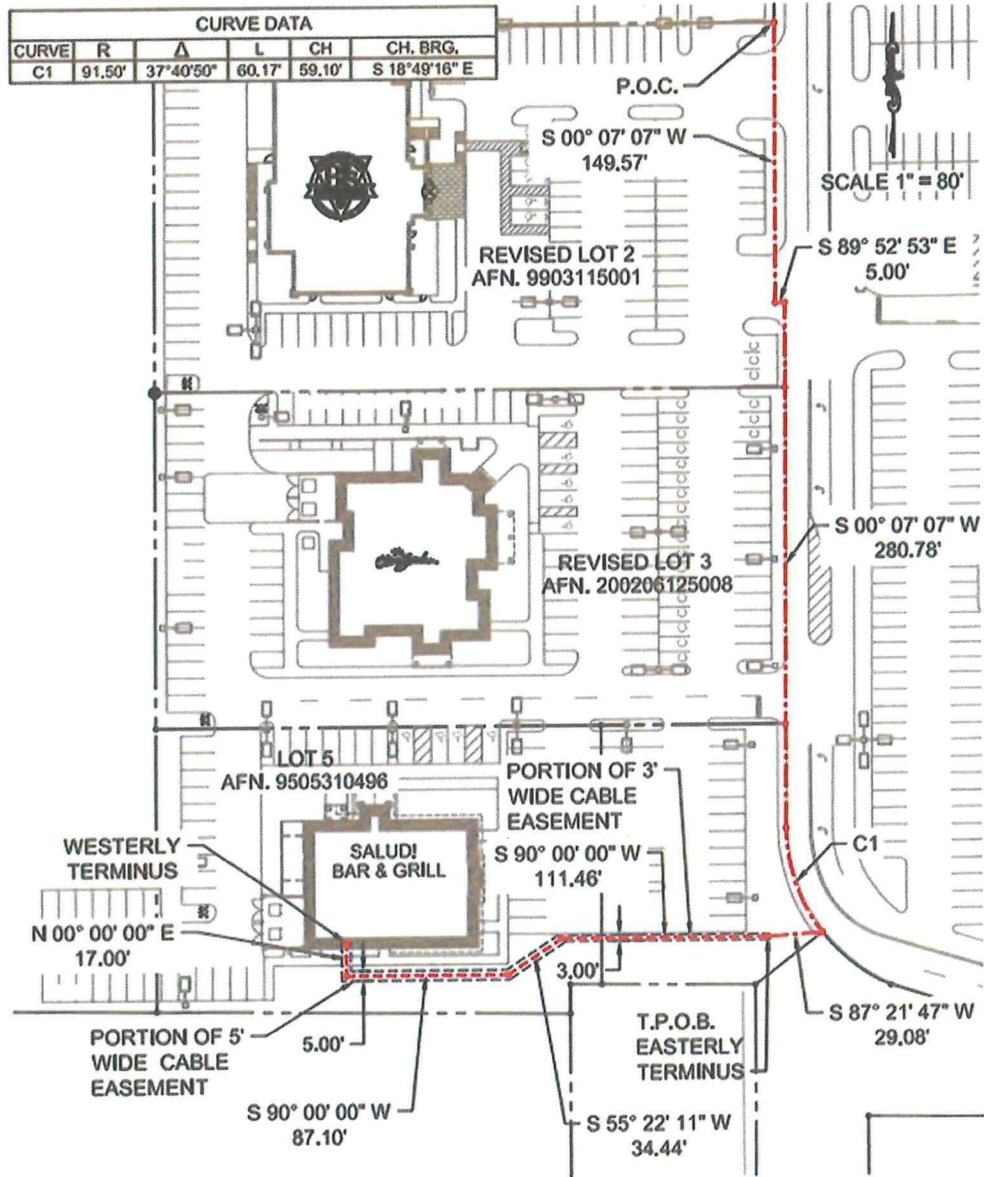 CURVE DATA
CURVE R Δ L CH CH. BRG.
C1 91.50' 37°40'50" 60.17' 59.10' S 18°49'16" E
P.O.C.
S 00° 07' 07" W
149.57'
SCALE 1" = 80'
S 89° 52' 53" E
5.00'
REVISED LOT 2
AFN. 9903115001
S 00° 07' 07" W
280.78'
REVISED LOT 3
AFN. 200206125008
LOT 5
AFN. 9505310496
PORTION OF 3'
WIDE CABLE
EASEMENT
WESTERLY
TERMINUS
SALUD!
BAR & GRILL
S 90° 00' 00" W
111.46'
C1
N 00° 00' 00" E
17.00'
3.00'
PORTION OF 5'
WIDE CABLE
EASEMENT
5.00'
T.P.O.B.
EASTERLY
TERMINUS
S 87° 21' 47" W
29.08'
S 90° 00' 00" W
87.10'
S 55° 22' 11" W
34.44'